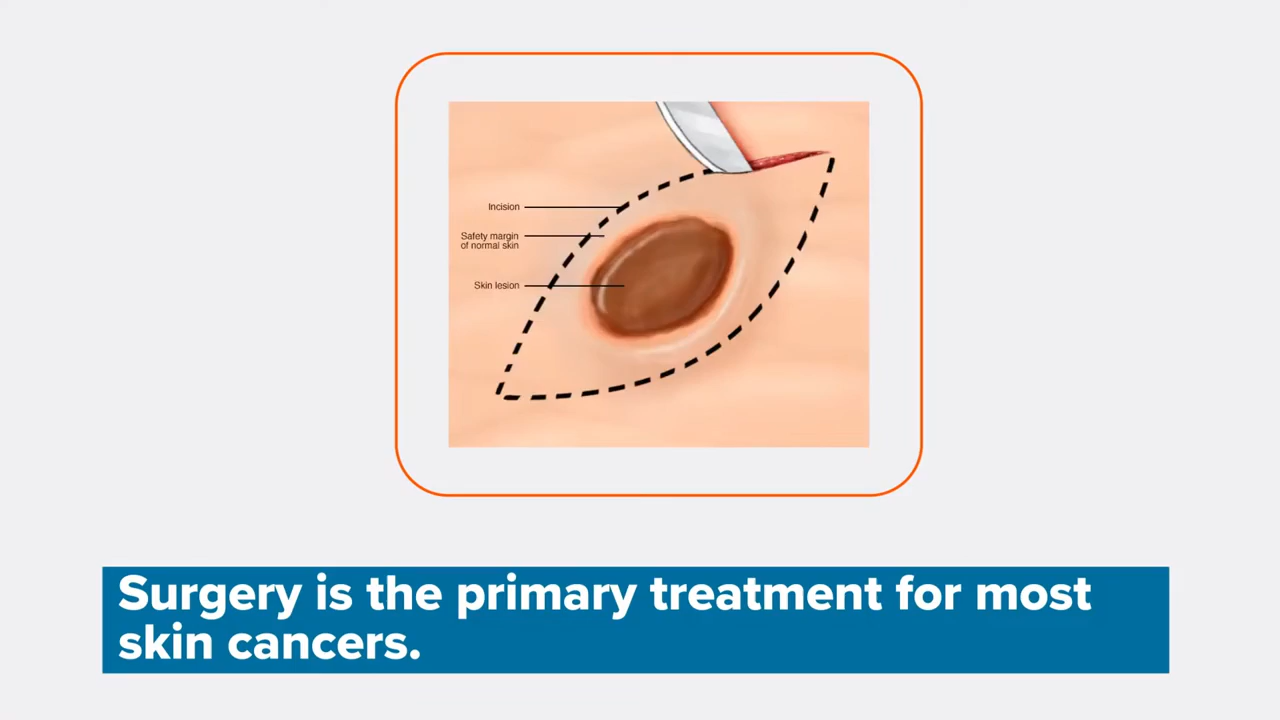 Incision
Safety margin
of normal skin
Skin lesion
Surgery is the primary treatment for most
skin cancers.